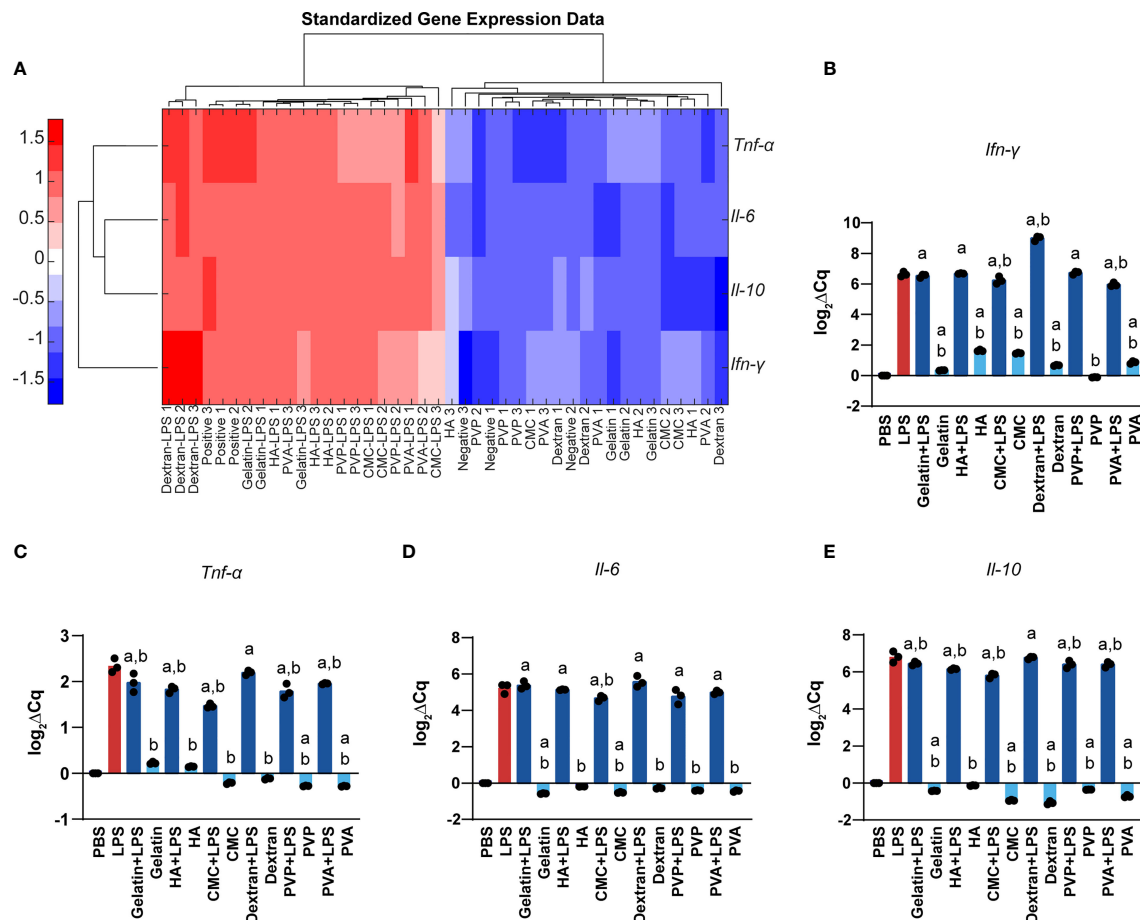 Standardized Gene Expression Data
A
1.5
1
0.5
0
-0.5
-1
-1.5
Tnf-α
Il-6
Il-10
Ifn-γ
Dextran-LPS 1
Dextran-LPS 2
Dextran-LPS 3
Positive 3
Positive 1
Positive 2
Gelatin-LPS 2
Gelatin-LPS 1
HA-LPS 1
PVA-LPS 3
Gelatin-LPS 3
HA-LPS 3
HA-LPS 2
PVP-LPS 1
PVP-LPS 3
CMC-LPS 1
CMC-LPS 2
PVP-LPS 2
PVA-LPS 1
PVA-LPS 2
CMC-LPS 3
HA 3
Negative 3
PVP 2
Negative 1
PVP 1
PVP 3
CMC 1
PVA 3
Dextran 1
Negative 2
Dextran 2
PVA 1
Gelatin 1
Gelatin 2
HA 2
Gelatin 3
CMC 2
CMC 3
HA 1
PVA 2
Dextran 3
B
Ifn-γ
log2ΔCq
10
8
6
4
2
0
-2
a
a b
a
a b
a,b
a b
a,b
a b
a
b
a,b
a b
PBS
LPS
Gelatin+LPS
Gelatin
HA+LPS
HA
CMC+LPS
CMC
Dextran+LPS
Dextran
PVP+LPS
PVP
PVA+LPS
PVA
C
Tnf-α
log2ΔCq
3
2
1
0
-1
a,b
b
a,b
b
a,b
b
a
b
a,b
a b
a,b
a b
PBS
LPS
Gelatin+LPS
Gelatin
HA+LPS
HA
CMC+LPS
CMC
Dextran+LPS
Dextran
PVP+LPS
PVP
PVA+LPS
PVA
D
Il-6
log2ΔCq
8
6
4
2
0
-2
a
a b
a
b
a,b
a b
a
b
a
b
a
b
PBS
LPS
Gelatin+LPS
Gelatin
HA+LPS
HA
CMC+LPS
CMC
Dextran+LPS
Dextran
PVP+LPS
PVP
PVA+LPS
PVA
E
Il-10
log2ΔCq
8
6
4
2
0
-2
a,b
a b
a,b
b
a,b
a b
a
a b
a,b
a b
a,b
a b
PBS
LPS
Gelatin+LPS
Gelatin
HA+LPS
HA
CMC+LPS
CMC
Dextran+LPS
Dextran
PVP+LPS
PVP
PVA+LPS
PVA